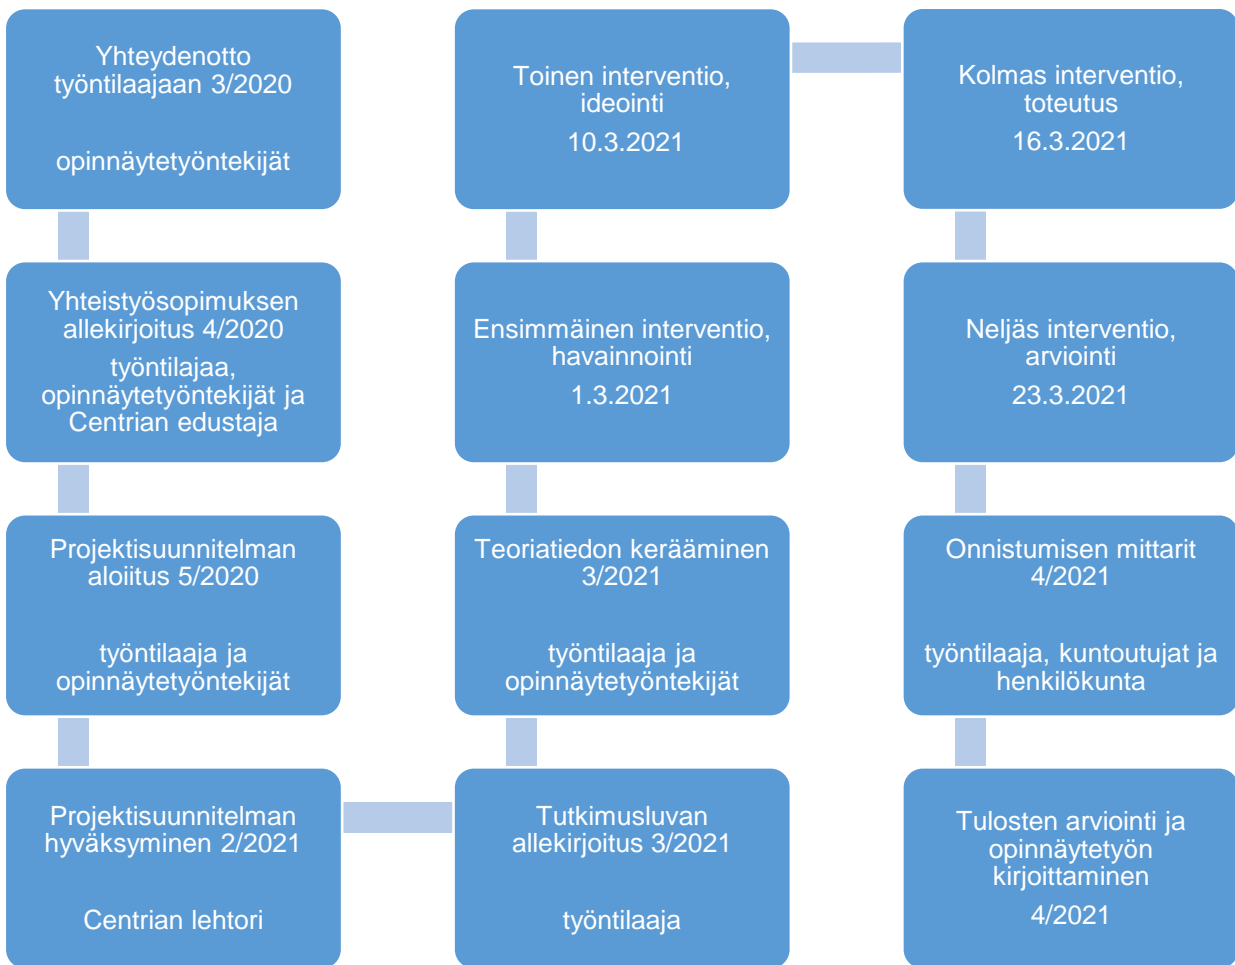 Yhteydenotto
työntilaajaan 3/2020
opinnäytetyöntekijät
Yhteistyösopimuksen
allekirjoitus 4/2020
työntilajaa,
opinnäytetyöntekijät ja
Centrian edustaja
Projektisuunnitelman
aloiitus 5/2020
työntilaaja ja
opinnäytetyöntekijät
Projektisuunnitelman
hyväksyminen 2/2021
Centrian lehtori
Tutkimusluvan
allekirjoitus 3/2021
työntilaaja
Teoriatiedon kerääminen
3/2021
työntilaaja ja
opinnäytetyöntekijät
Ensimmäinen interventio,
havainnointi
1.3.2021
Toinen interventio,
ideointi
10.3.2021
Kolmas interventio,
toteutus
16.3.2021
Neljäs interventio,
arviointi
23.3.2021
Onnistumisen mittarit
4/2021
työntilaaja, kuntoutujat ja
henkilökunta
Tulosten arviointi ja
opinnäytetyön
kirjoittaminen
4/2021